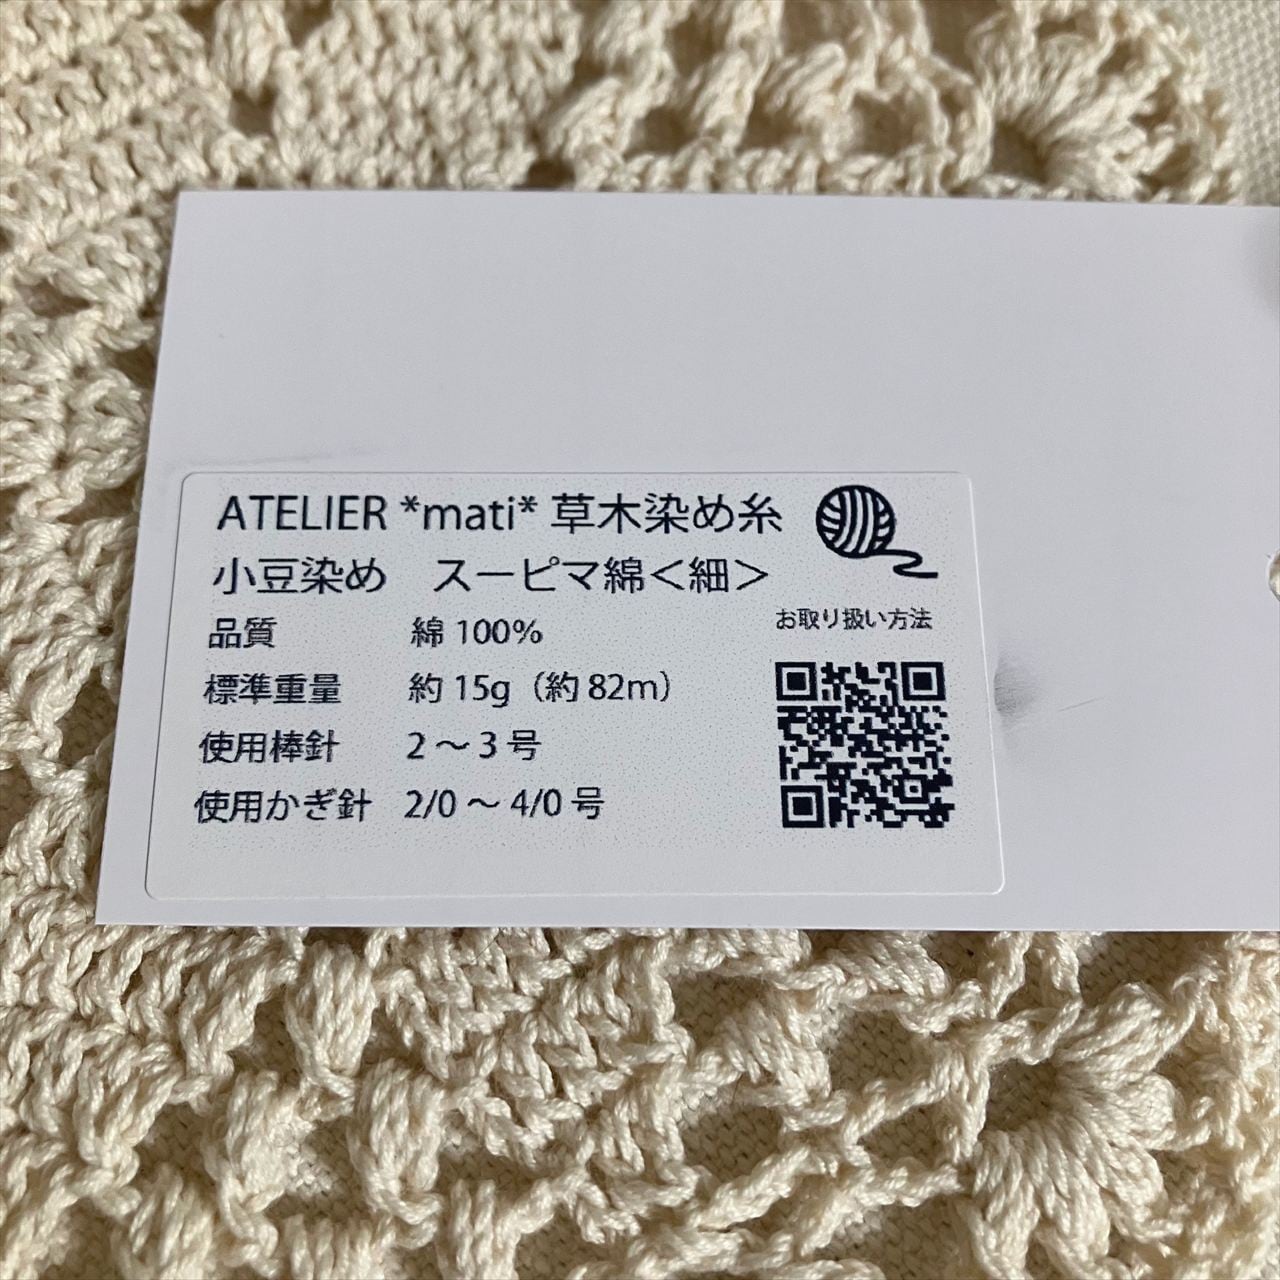 ATELIER *mati* 草木染め糸
小豆染め　スーピマ綿＜細＞
品質　綿 100%
標準重量　約 15g（約 82m）
使用棒針　2 ～ 3 号
使用かぎ針　2/0 ～ 4/0 号
お取り扱い方法